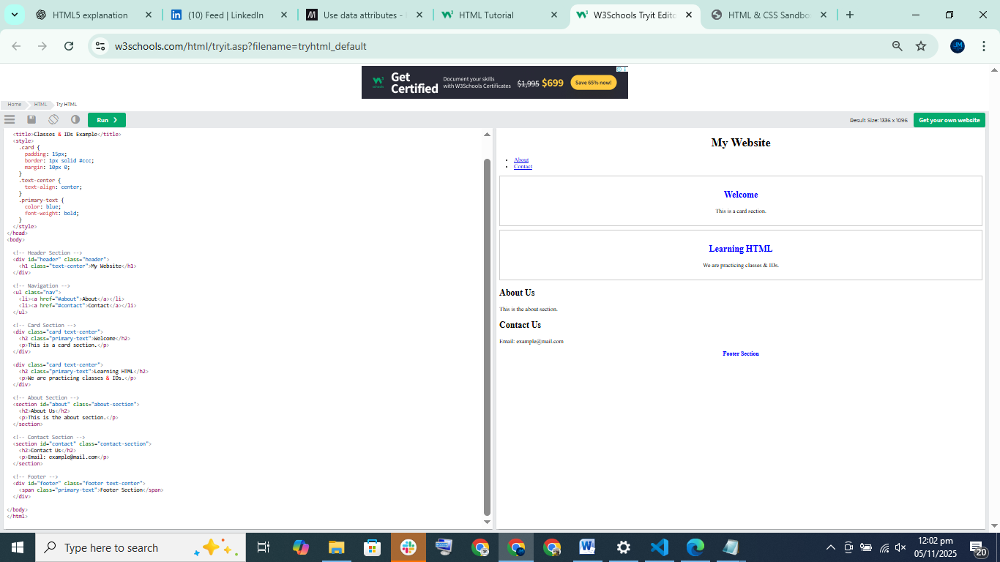 HTML5 explanation
(10) Feed | LinkedIn
Use data attributes -
HTML Tutorial
W3Schools Tryit Edito
HTML & CSS Sandbo
w3schools.com/html/tryit.asp?filename=tryhtml_default
Get Certified
Document your skills
with W3Schools Certificates
$1,995 $699
Save 65% now!
Home HTML Try HTML
Run ❯
Result Size: 1336 x 1096
Get your own website
<title>Classes & IDs Example</title>
<style>
.card {
padding: 15px;
border: 1px solid #ccc;
margin: 10px 0;
}
.text-center {
text-align: center;
}
.primary-text {
color: blue;
font-weight: bold;
}
</style>
</head>
<body>
<!-- Header Section -->
<div id="header" class="header">
<h1 class="text-center">My Website</h1>
</div>
<!-- Navigation -->
<ul class="nav">
<li><a href="#about">About</a></li>
<li><a href="#contact">Contact</a></li>
</ul>
<!-- Card Section -->
<div class="card text-center">
<h2 class="primary-text">Welcome</h2>
<p>This is a card section.</p>
</div>
<div class="card text-center">
<h2 class="primary-text">Learning HTML</h2>
<p>We are practicing classes & IDs.</p>
</div>
<!-- About Section -->
<section id="about" class="about-section">
<h2>About Us</h2>
<p>This is the about section.</p>
</section>
<!-- Contact Section -->
<section id="contact" class="contact-section">
<h2>Contact Us</h2>
<p>Email: example@mail.com</p>
</section>
<!-- Footer -->
<div id="footer" class="footer text-center">
<span class="primary-text">Footer Section</span>
</div>
</body>
</html>
My Website
About
Contact
Welcome
This is a card section.
Learning HTML
We are practicing classes & IDs.
About Us
This is the about section.
Contact Us
Email: example@mail.com
Footer Section
Type here to search
12:02 pm
05/11/2025
20